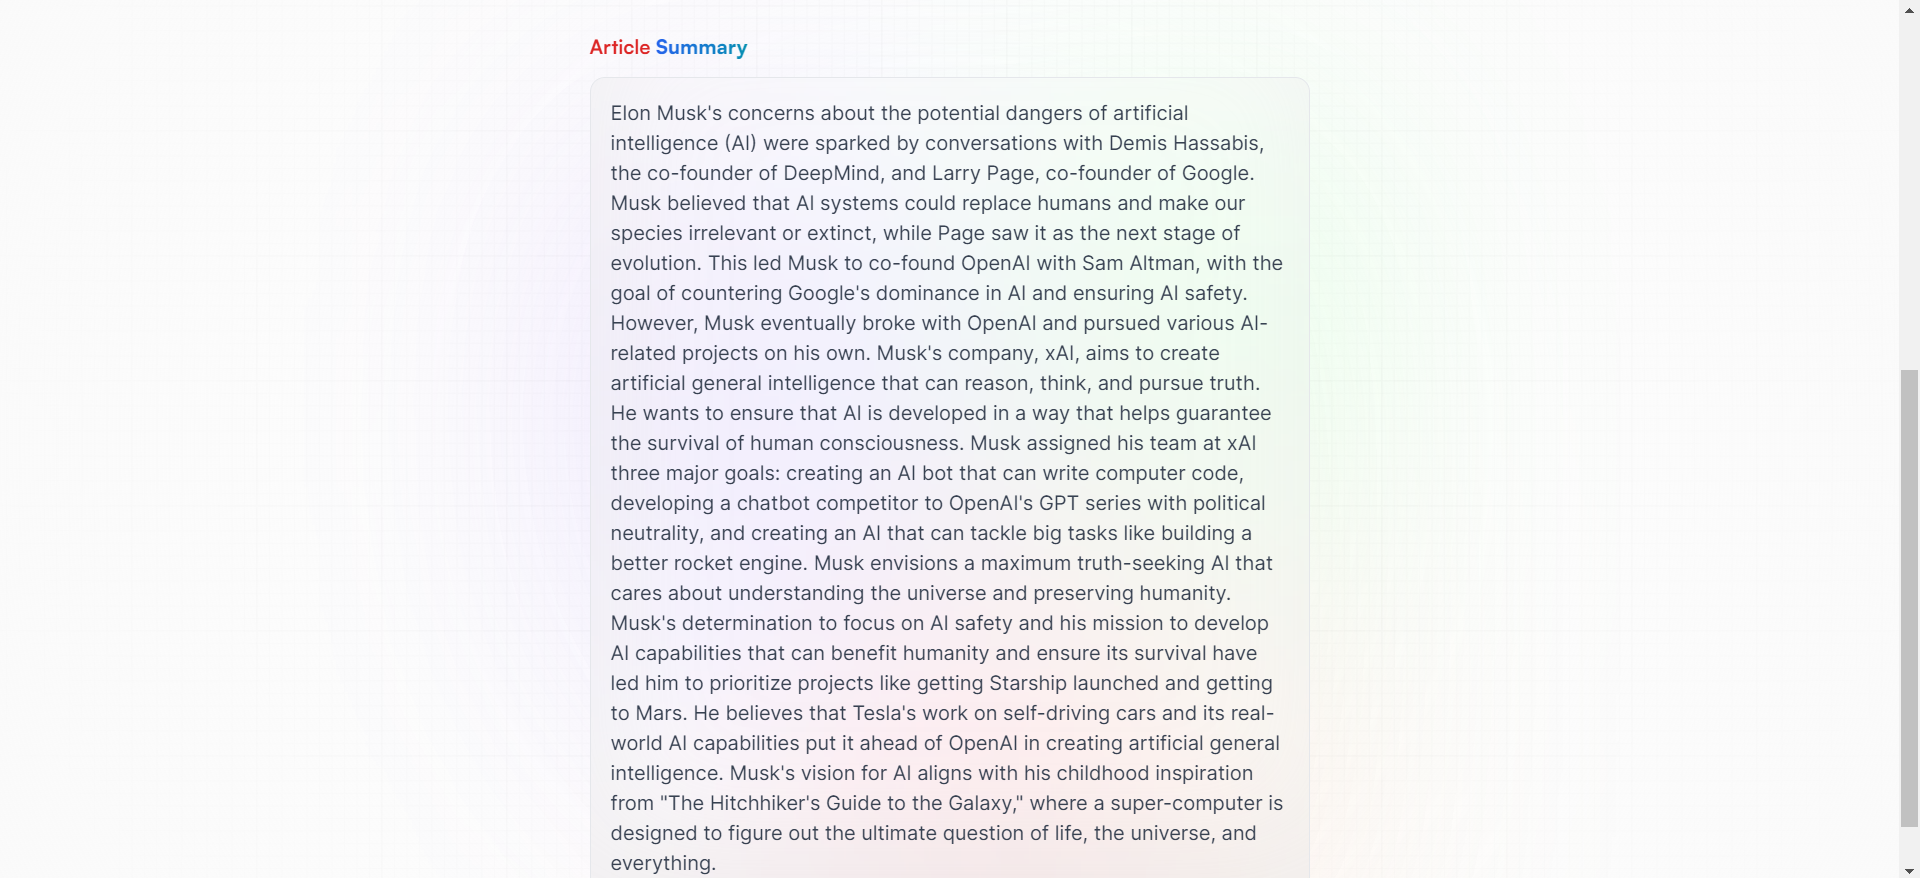 Article Summary
Elon Musk's concerns about the potential dangers of artificial
intelligence (AI) were sparked by conversations with Demis Hassabis,
the co-founder of DeepMind, and Larry Page, co-founder of Google.
Musk believed that AI systems could replace humans and make our
species irrelevant or extinct, while Page saw it as the next stage of
evolution. This led Musk to co-found OpenAI with Sam Altman, with the
goal of countering Google's dominance in AI and ensuring AI safety.
However, Musk eventually broke with OpenAI and pursued various AI-
related projects on his own. Musk's company, xAI, aims to create
artificial general intelligence that can reason, think, and pursue truth.
He wants to ensure that AI is developed in a way that helps guarantee
the survival of human consciousness. Musk assigned his team at xAI
three major goals: creating an AI bot that can write computer code,
developing a chatbot competitor to OpenAI's GPT series with political
neutrality, and creating an AI that can tackle big tasks like building a
better rocket engine. Musk envisions a maximum truth-seeking AI that
cares about understanding the universe and preserving humanity.
Musk's determination to focus on AI safety and his mission to develop
AI capabilities that can benefit humanity and ensure its survival have
led him to prioritize projects like getting Starship launched and getting
to Mars. He believes that Tesla's work on self-driving cars and its real-
world AI capabilities put it ahead of OpenAI in creating artificial general
intelligence. Musk's vision for AI aligns with his childhood inspiration
from "The Hitchhiker's Guide to the Galaxy," where a super-computer is
designed to figure out the ultimate question of life, the universe, and
everything.